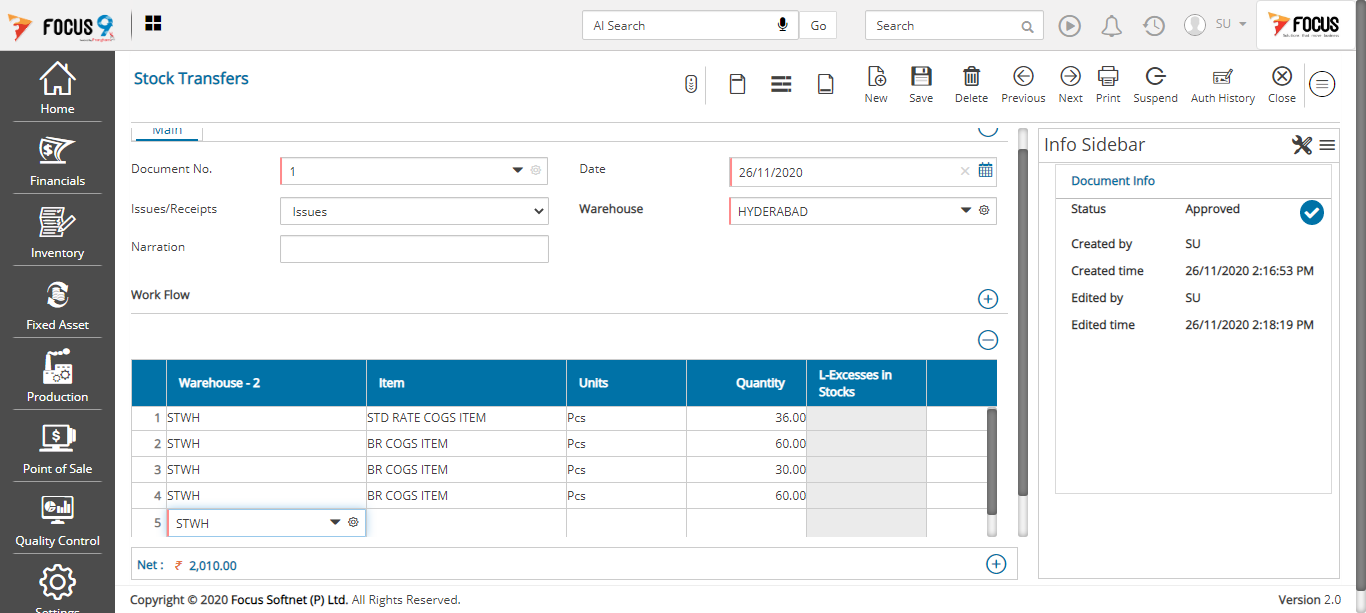 FOCUS 9
AI Search
Go
Search
SU
FOCUS
Home
Financials
Inventory
Fixed Asset
Production
Point of Sale
Quality Control
Settings
Stock Transfers
New
Save
Delete
Previous
Next
Print
Suspend
Auth History
Close
Main
Document No.
1
Date
26/11/2020
Issues/Receipts
Issues
Warehouse
HYDERABAD
Narration
Work Flow
Warehouse - 2 Item Units Quantity L-Excesses in
Stocks
1 STWH STD RATE COGS ITEM Pcs 36.00
2 STWH BR COGS ITEM Pcs 60.00
3 STWH BR COGS ITEM Pcs 30.00
4 STWH BR COGS ITEM Pcs 60.00
5 STWH
Net : ₹ 2,010.00
Info Sidebar
Document Info
Status Approved
Created by SU
Created time 26/11/2020 2:16:53 PM
Edited by SU
Edited time 26/11/2020 2:18:19 PM
Copyright © 2020 Focus Softnet (P) Ltd. All Rights Reserved.
Version 2.0